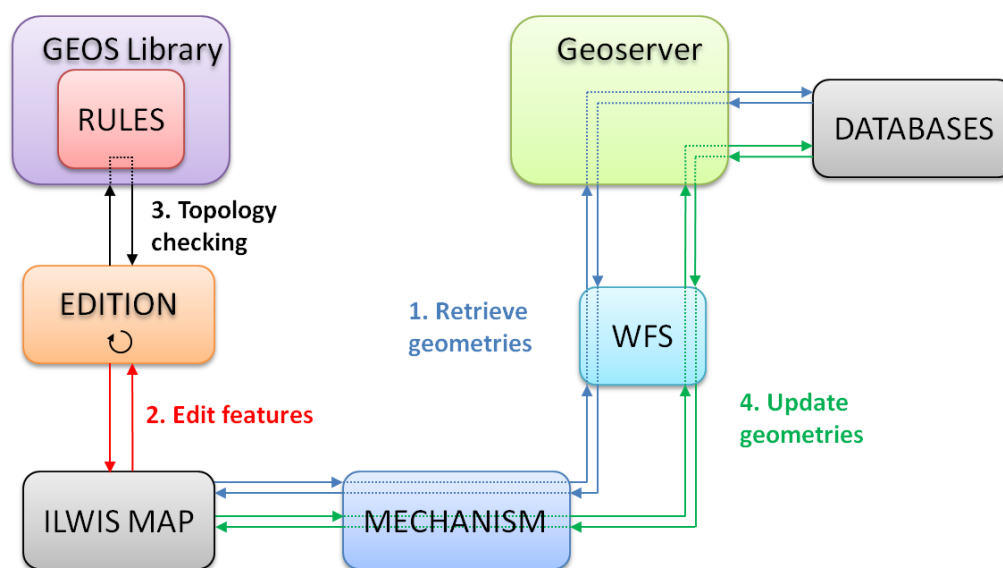 GEOS Library
RULES
Geoserver
DATABASES
3. Topology
checking
EDITION
1. Retrieve
geometries
WFS
2. Edit features
4. Update
geometries
ILWIS MAP
MECHANISM